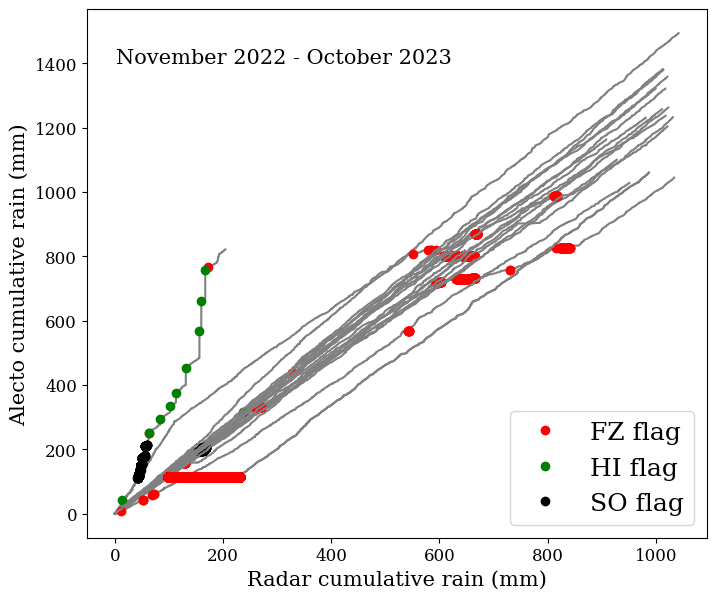 November 2022 - October 2023
Alecto cumulative rain (mm)
1400
1200
1000
800
600
400
200
0
FZ flag
HI flag
SO flag
0 200 400 600 800 1000
Radar cumulative rain (mm)